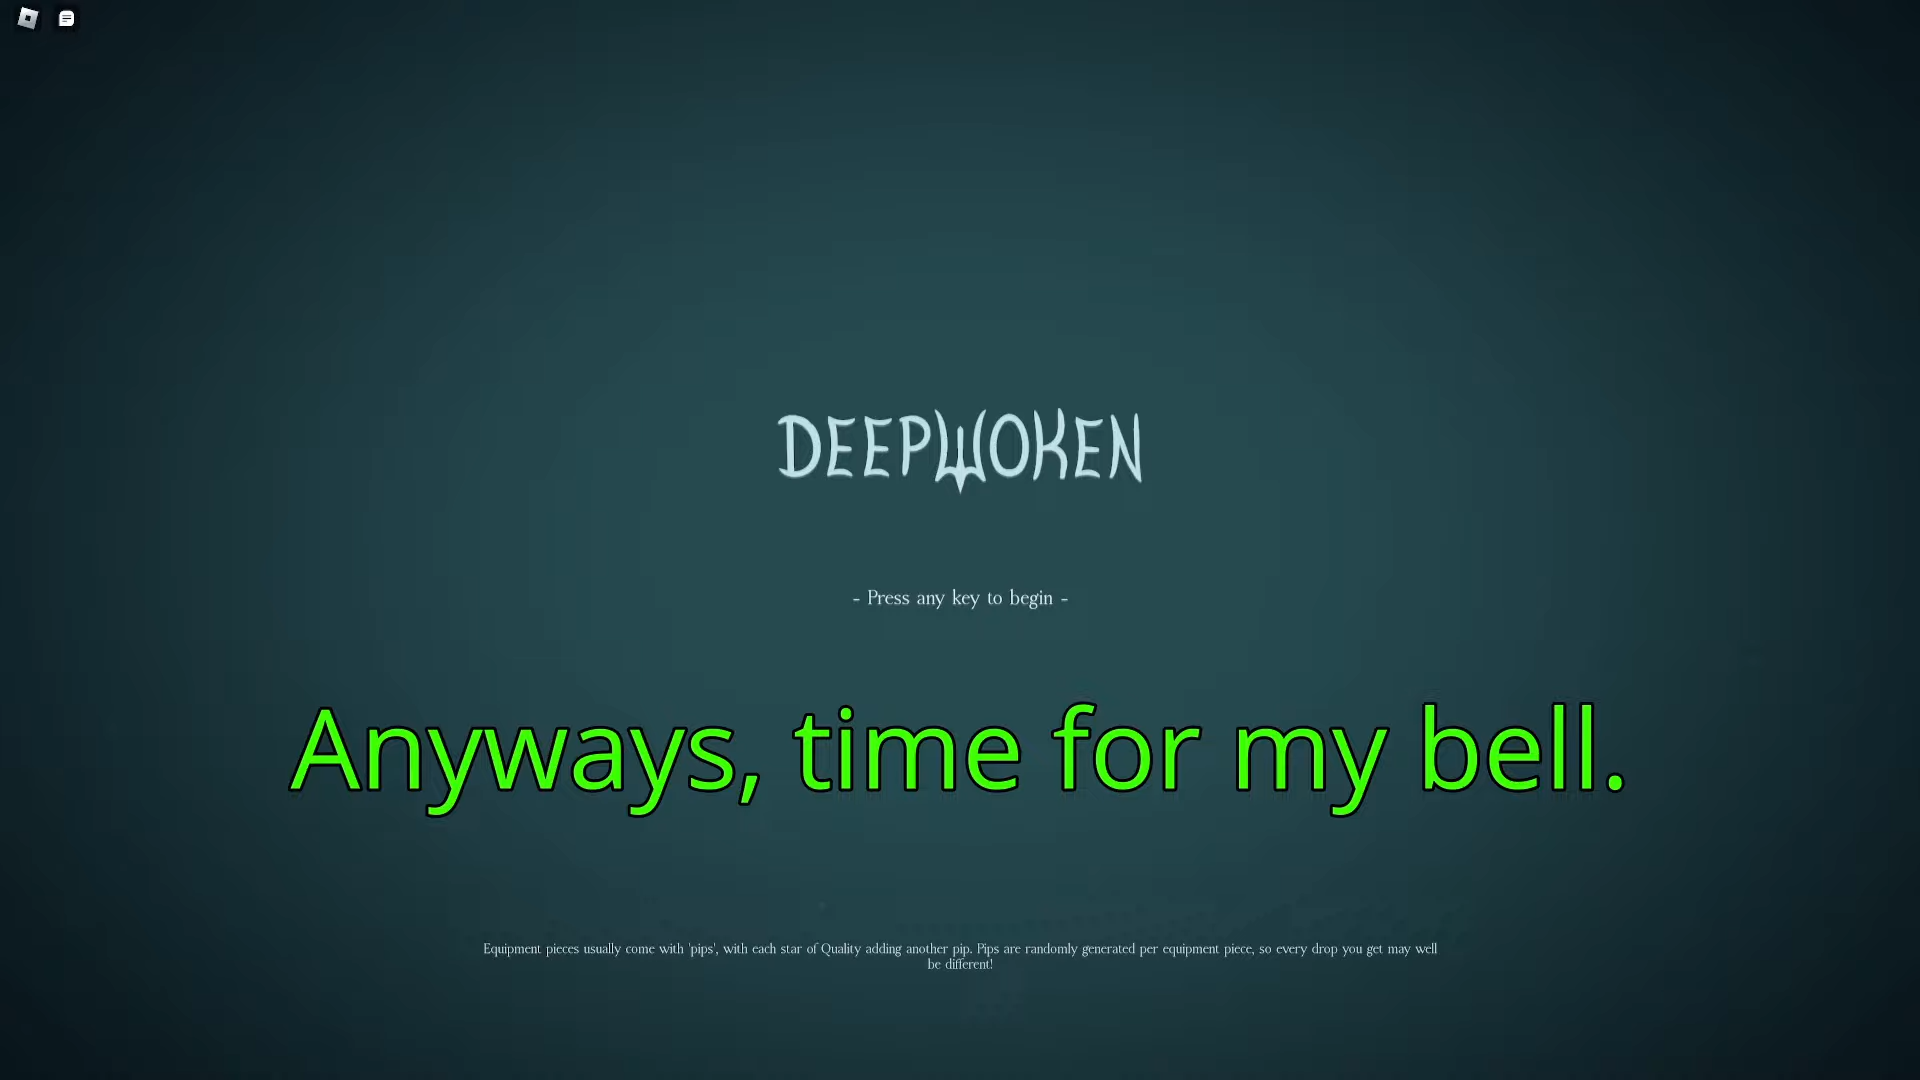 DEEPWOKEN
- Press any key to begin -
Anyways, time for my bell.
Equipment pieces usually come with 'pips', with each star of Quality adding another pip. Pips are randomly generated per equipment piece, so every drop you get may well
be different!